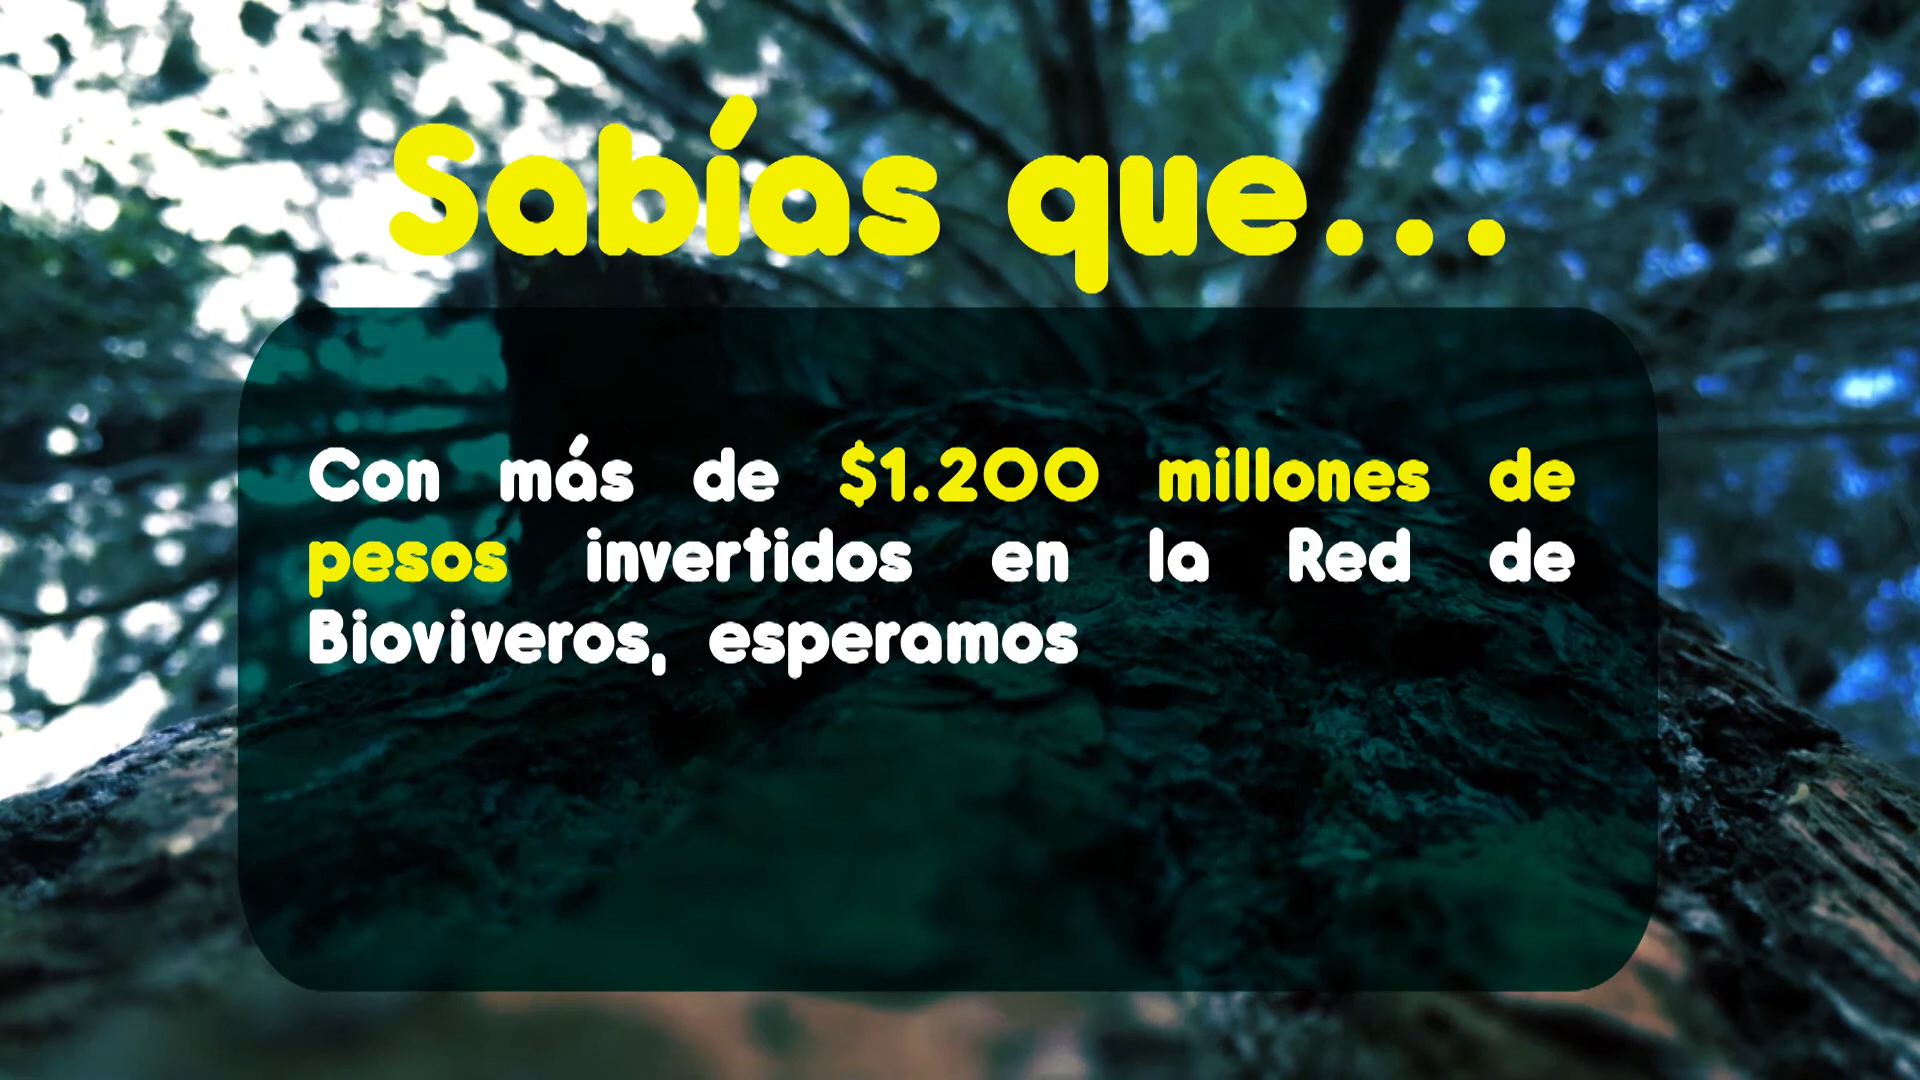 Sabías que...
Con más de $1.200 millones de
pesos invertidos en la Red de
Bioviveros, esperamos